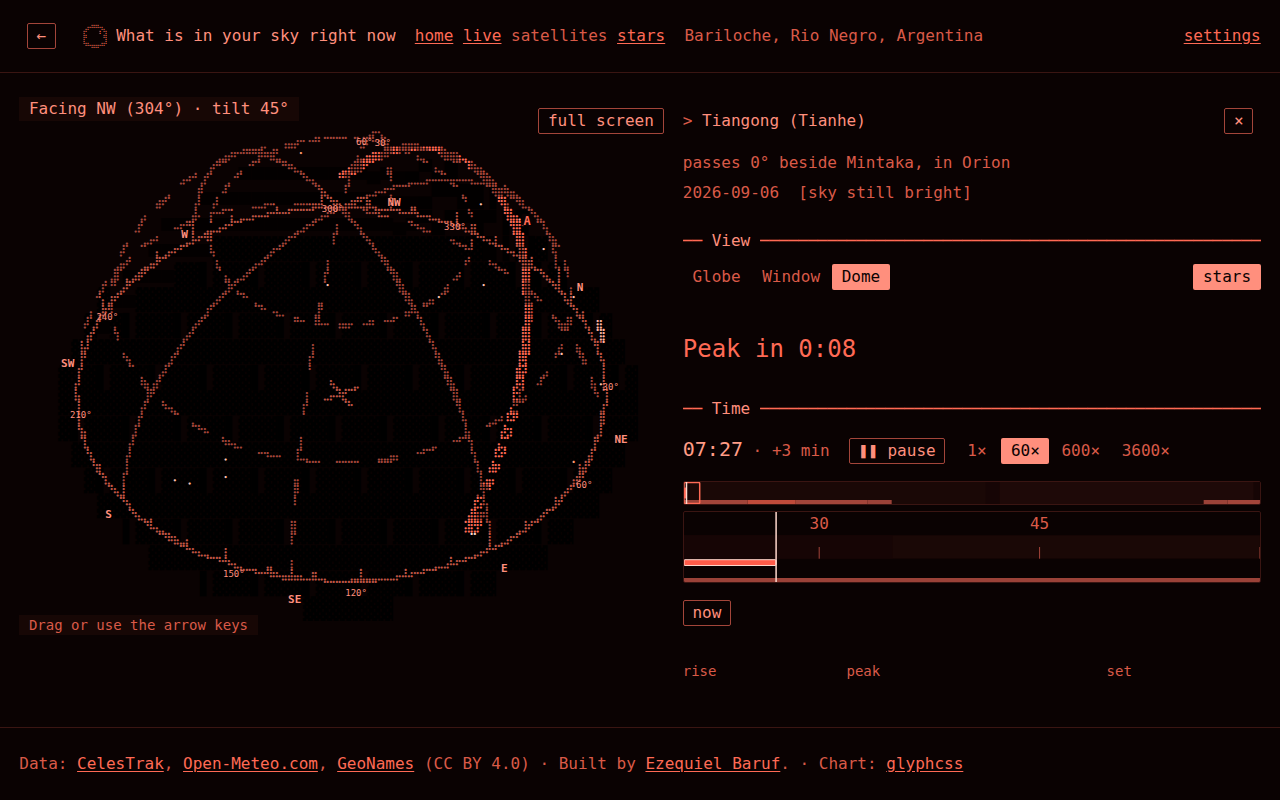 ← What is in your sky right now home live satellites stars Bariloche, Rio Negro, Argentina settings
Facing NW (304°) · tilt 45°
full screen
60° 30°
NW
300°
330°
A
W
N
240°
SW
30°
210°
NE
60°
S
E
150°
120°
SE
Drag or use the arrow keys
> Tiangong (Tianhe) ×
passes 0° beside Mintaka, in Orion
2026-09-06 [sky still bright]
View
Globe Window Dome stars
Peak in 0:08
Time
07:27 · +3 min ❚❚ pause 1× 60× 600× 3600×
30 45
now
rise peak set
Data: CelesTrak, Open-Meteo.com, GeoNames (CC BY 4.0) · Built by Ezequiel Baruf. · Chart: glyphcss